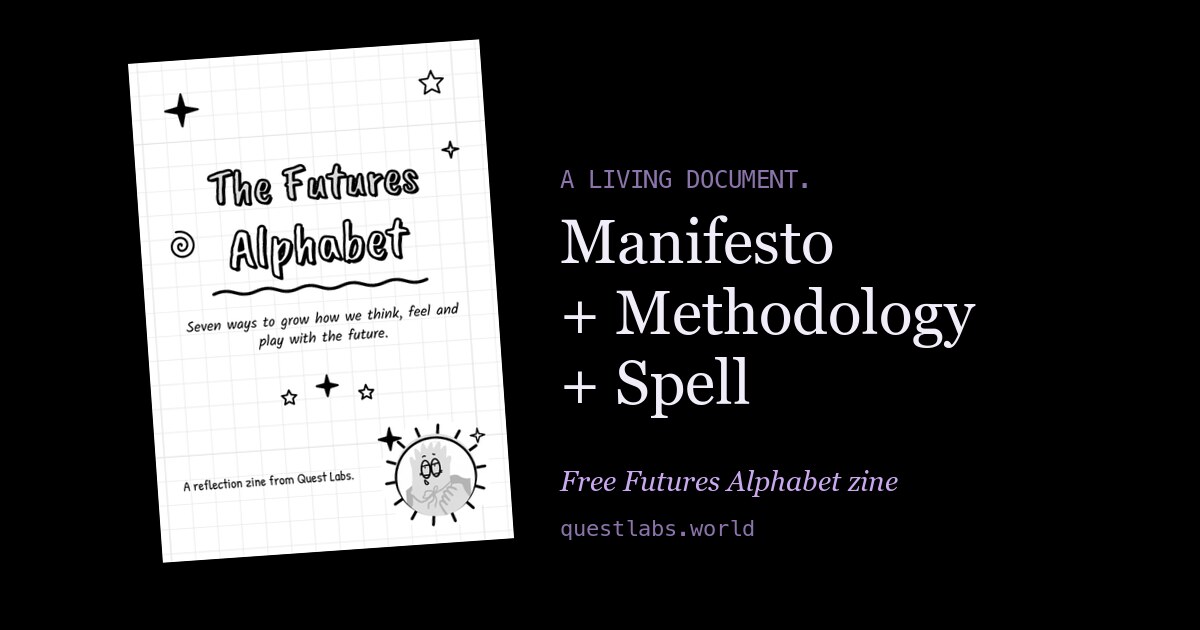 The Futures
Alphabet
Seven ways to grow how we think, feel and
play with the future.
A reflection zine from Quest Labs.
A LIVING DOCUMENT.
Manifesto
+ Methodology
+ Spell
Free Futures Alphabet zine
questlabs.world